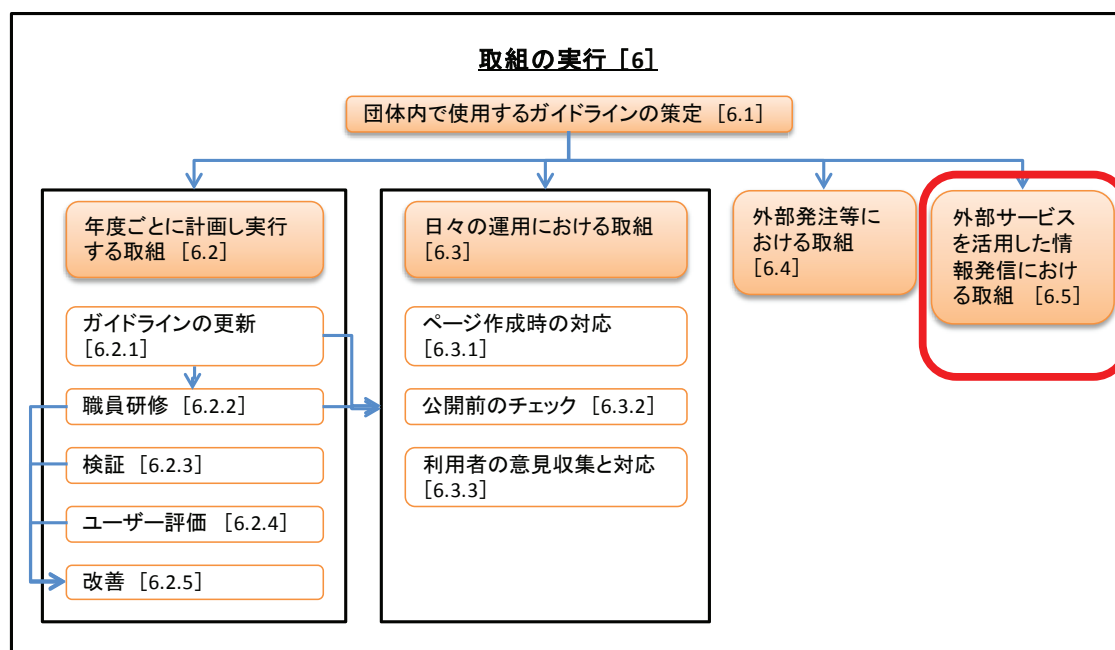 取組の実行［6］
団体内で使用するガイドラインの策定［6.1］
年度ごとに計画し実行
する取組［6.2］
ガイドラインの更新
［6.2.1］
職員研修［6.2.2］
検証［6.2.3］
ユーザー評価［6.2.4］
改善［6.2.5］
日々の運用における取組
［6.3］
ページ作成時の対応
［6.3.1］
公開前のチェック［6.3.2］
利用者の意見収集と対応
［6.3.3］
外部発注等に
おける取組
［6.4］
外部サービス
を活用した情
報発信におけ
る取組［6.5］